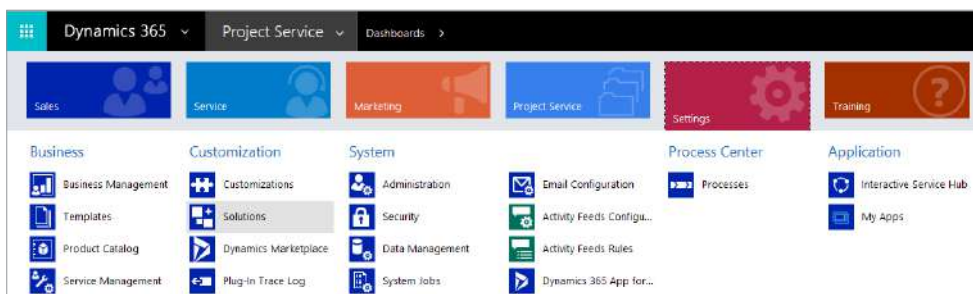 Dynamics 365 Project Service Dashboards
Sales Service Marketing Project Service Settings Training
Business Customization System Process Center Application
Business Management Customizations Administration Email Configuration Processes Interactive Service Hub
Templates Solutions Security Activity Feeds Configu... My Apps
Product Catalog Dynamics Marketplace Data Management Activity Feeds Rules
Service Management Plug-In Trace Log System Jobs Dynamics 365 App for...